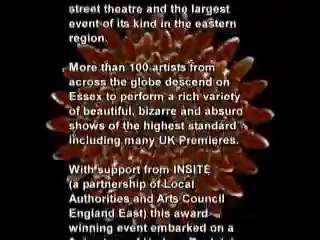 street theatre and the largest
event of its kind in the eastern
region.
More than 100 artists from
across the globe descend on
Essex to perform a rich variety
of beautiful, bizarre and absurd
shows of the highest standard
including many UK Premieres.
With support from INSITE
(a partnership of Local
Authorities and Arts Council
England East) this award-
winning event embarked on a